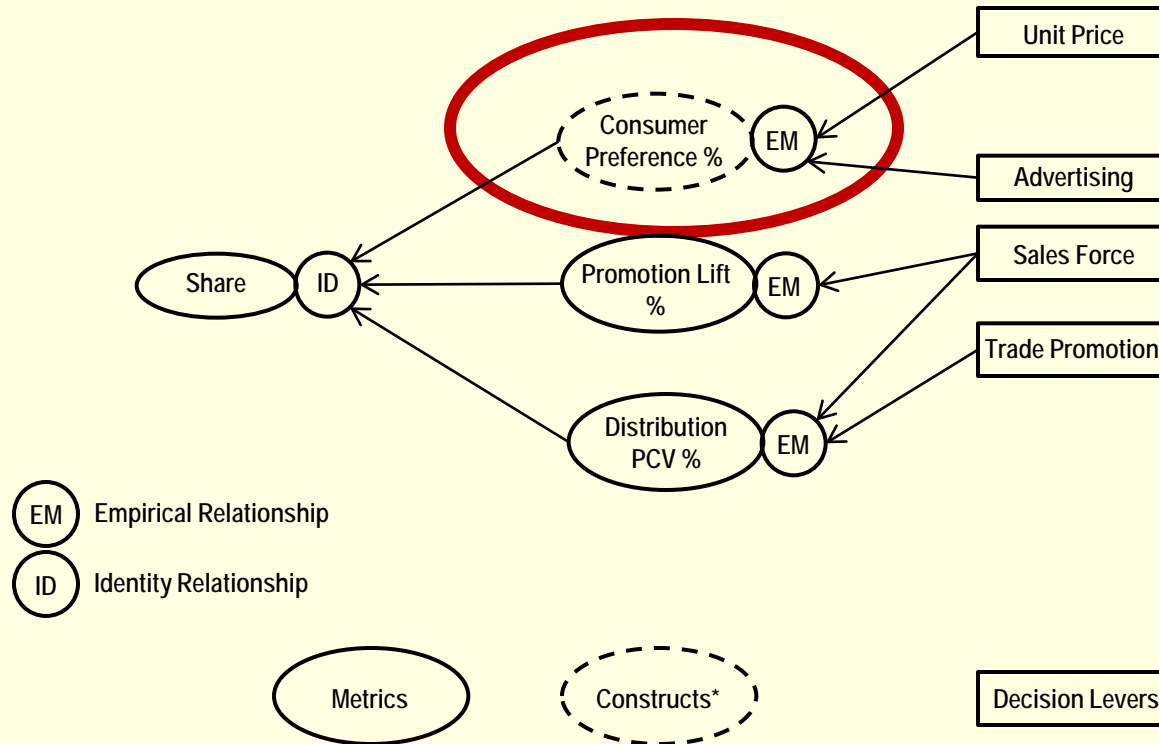 Unit Price
Consumer
Preference %
EM
Advertising
Share
ID
Promotion Lift
%
EM
Sales Force
Trade Promotion
Distribution
PCV %
EM
EM
Empirical Relationship
ID
Identity Relationship
Metrics
Constructs*
Decision Levers